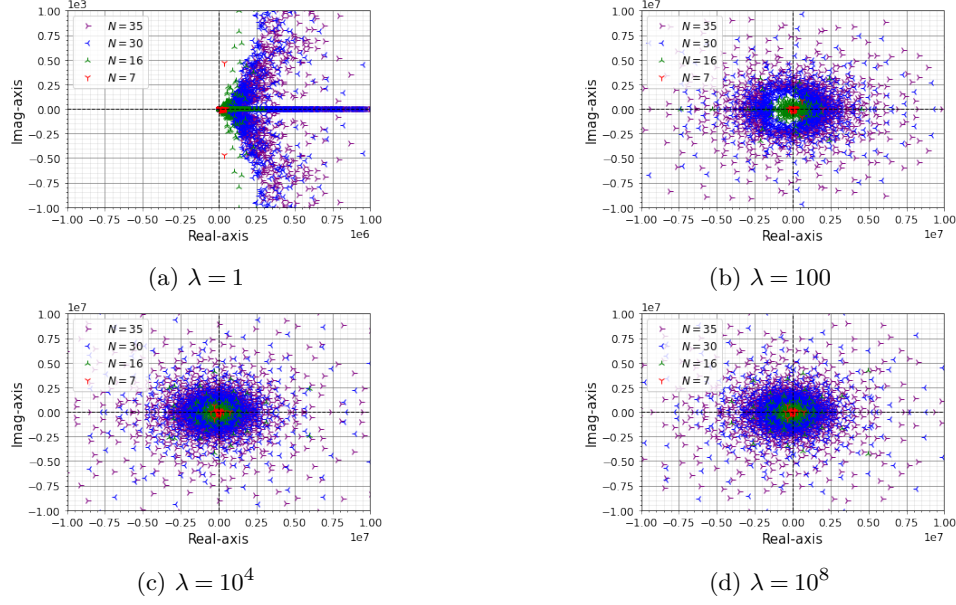 1e3
1.00
0.75
0.50
0.25
0.00
−0.25
−0.50
−0.75
−1.00
Imag-axis
N = 35
N = 30
N = 16
N = 7
−1.00 −0.75 −0.50 −0.25 0.00 0.25 0.50 0.75 1.00
Real-axis
1e6
(a) λ = 1
1e7
1.00
0.75
0.50
0.25
0.00
−0.25
−0.50
−0.75
−1.00
Imag-axis
N = 35
N = 30
N = 16
N = 7
−1.00 −0.75 −0.50 −0.25 0.00 0.25 0.50 0.75 1.00
Real-axis
1e7
(b) λ = 100
1e7
1.00
0.75
0.50
0.25
0.00
−0.25
−0.50
−0.75
−1.00
Imag-axis
N = 35
N = 30
N = 16
N = 7
−1.00 −0.75 −0.50 −0.25 0.00 0.25 0.50 0.75 1.00
Real-axis
1e7
(c) λ = 10⁴
1e7
1.00
0.75
0.50
0.25
0.00
−0.25
−0.50
−0.75
−1.00
Imag-axis
N = 35
N = 30
N = 16
N = 7
−1.00 −0.75 −0.50 −0.25 0.00 0.25 0.50 0.75 1.00
Real-axis
1e7
(d) λ = 10⁸